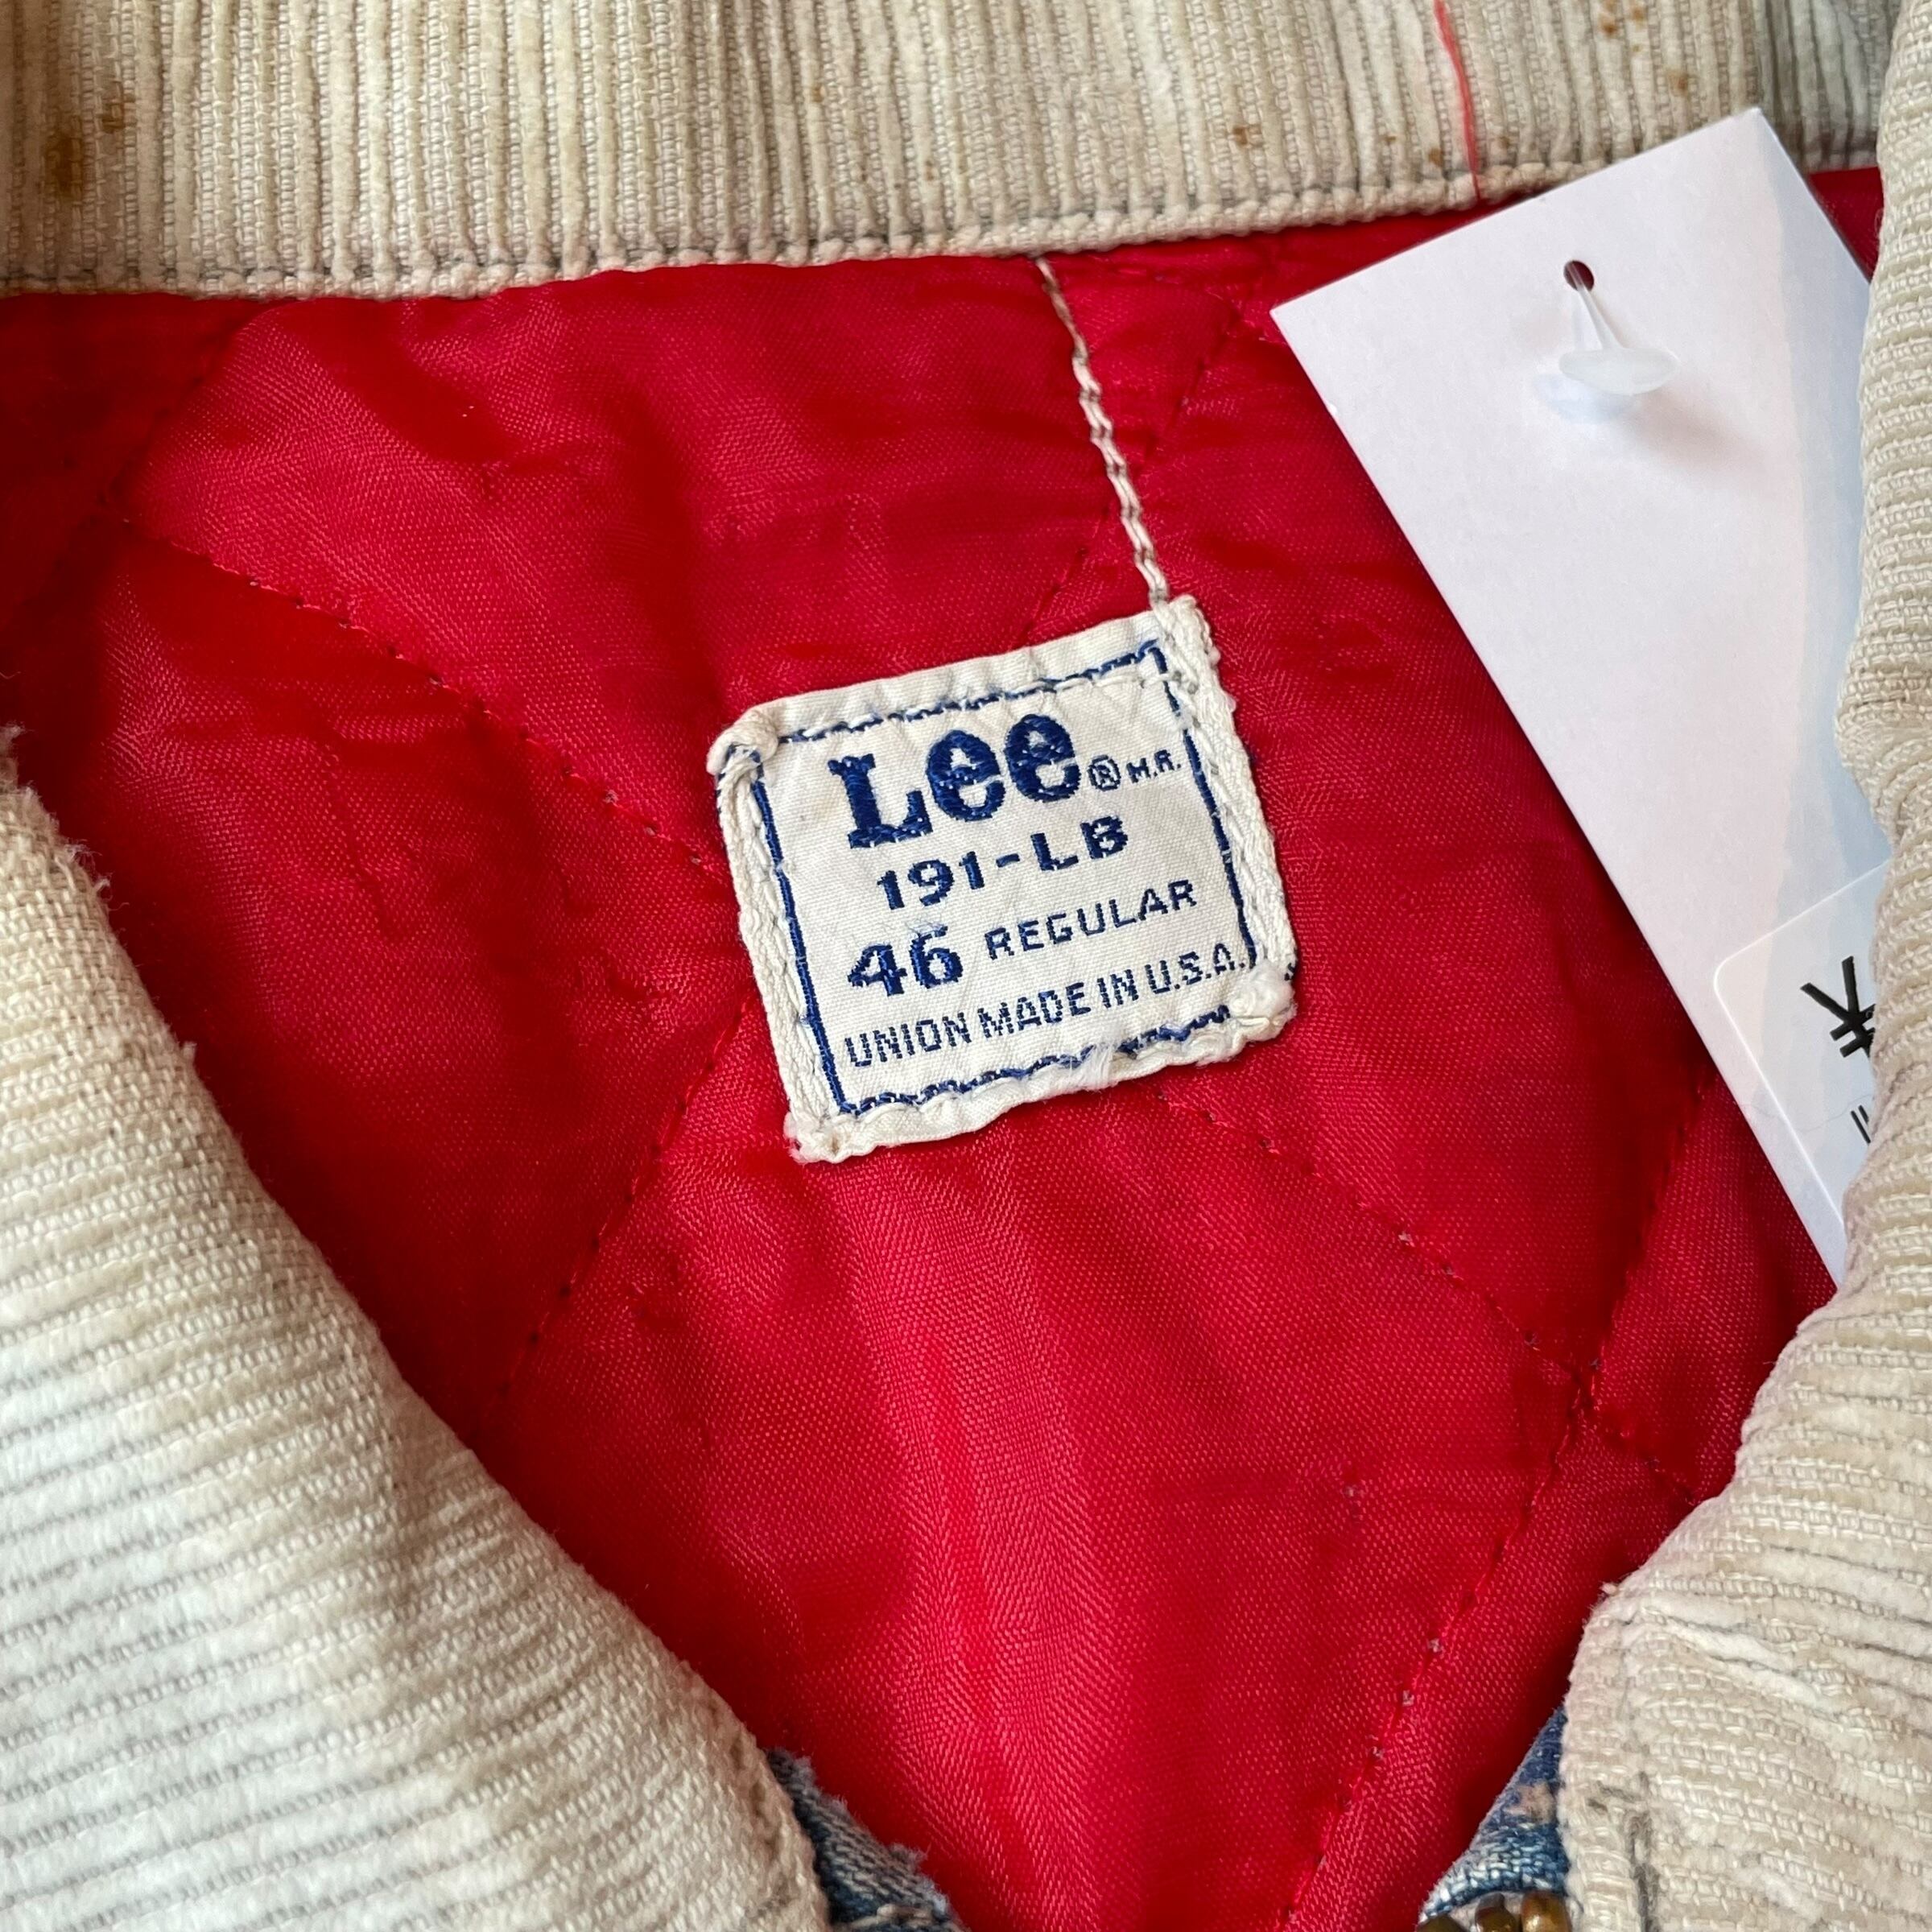 Lee® M.R.
191-LB
46 REGULAR
UNION MADE IN U.S.A.
¥